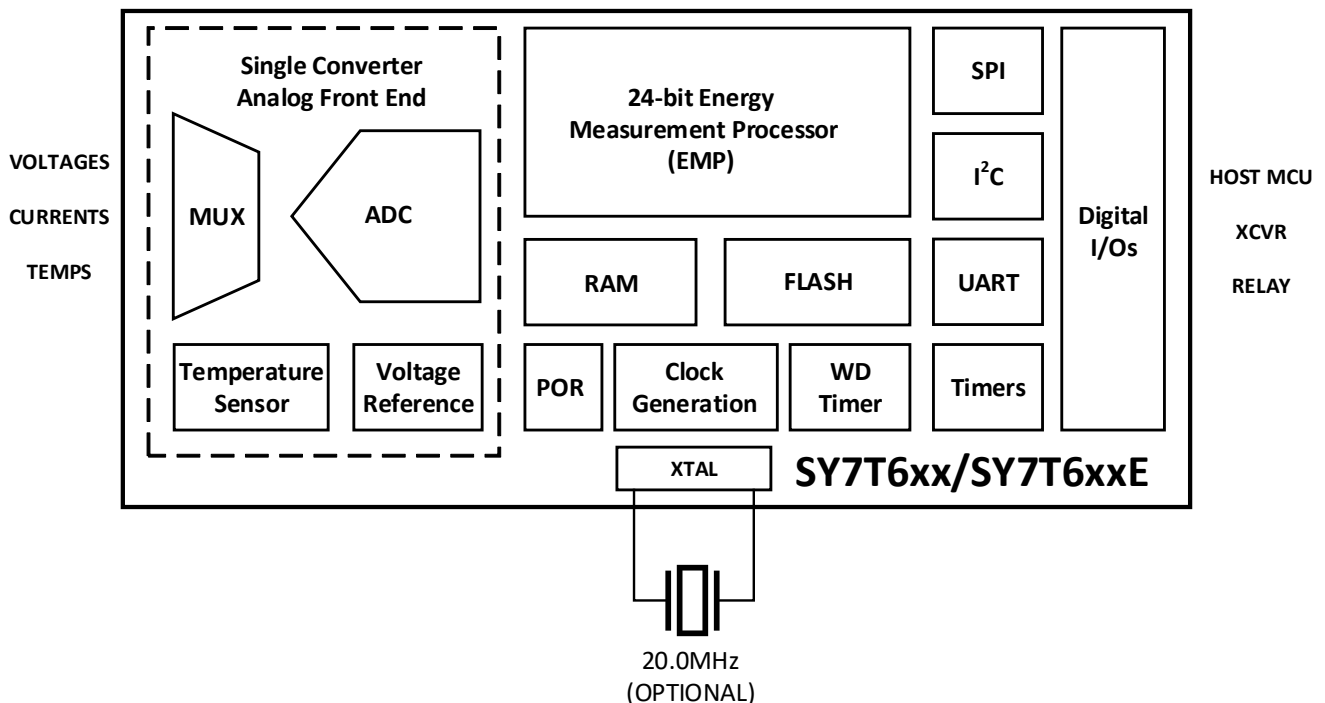 Single Converter
Analog Front End
MUX
ADC
Temperature
Sensor
Voltage
Reference
24-bit Energy
Measurement Processor
(EMP)
RAM
FLASH
POR
Clock
Generation
WD
Timer
SPI
I²C
UART
Timers
Digital
I/Os
VOLTAGES
CURRENTS
TEMPS
HOST MCU
XCVR
RELAY
XTAL
SY7T6xx/SY7T6xxE
20.0MHz
(OPTIONAL)